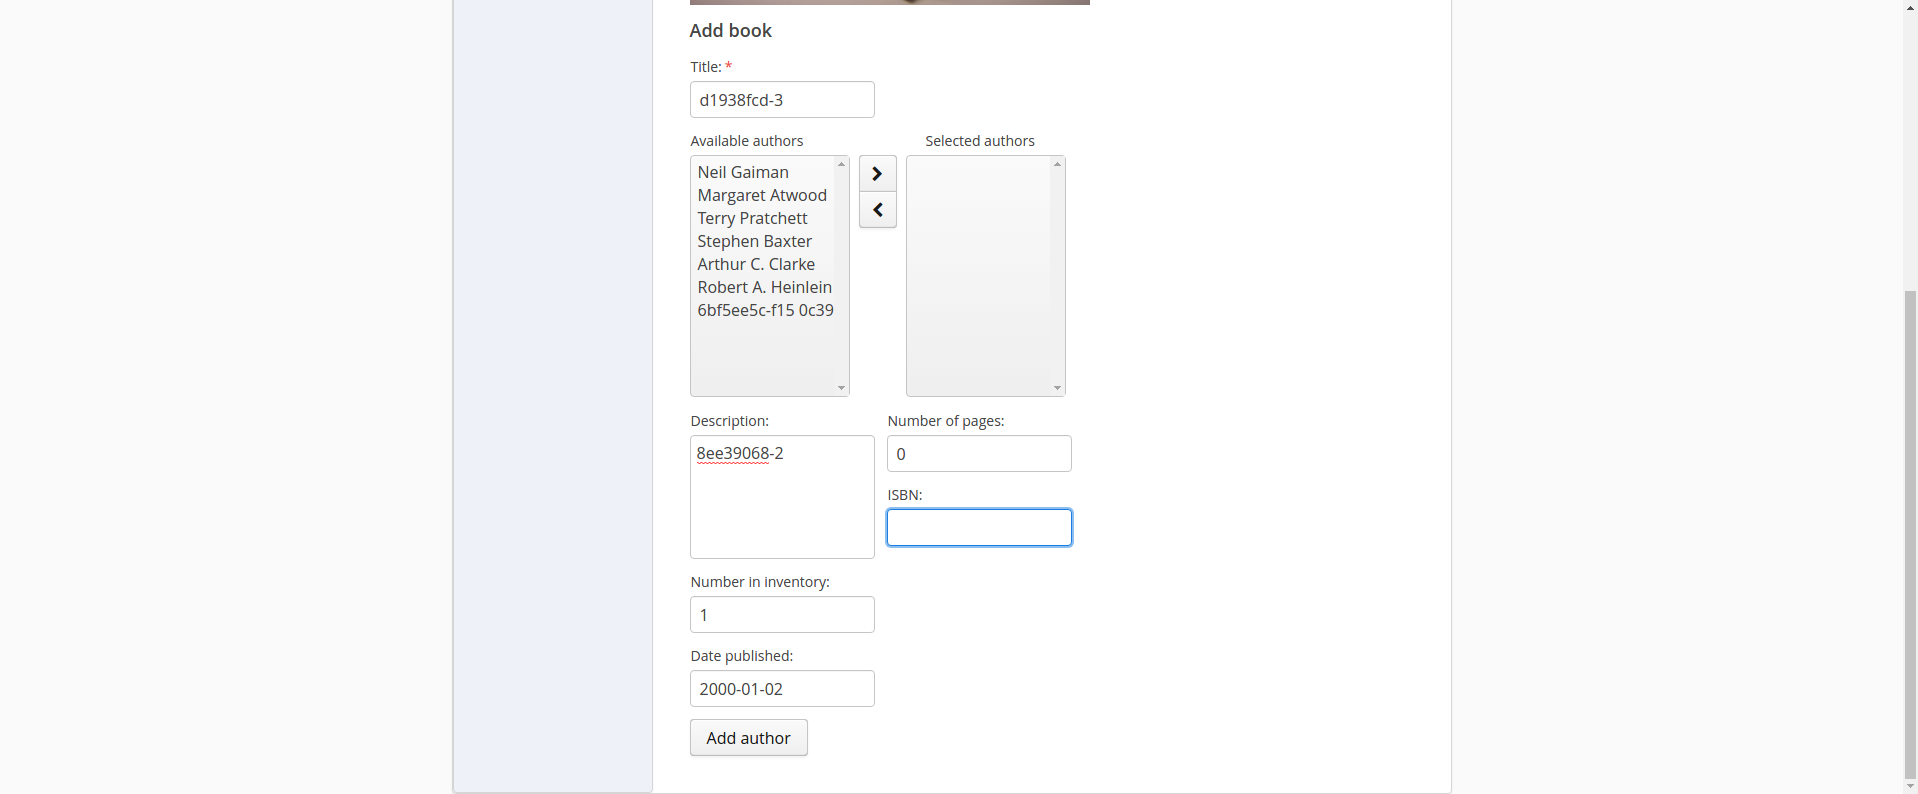 Add book
Title: *
d1938fcd-3
Available authors
Selected authors
Neil Gaiman
Margaret Atwood
Terry Pratchett
Stephen Baxter
Arthur C. Clarke
Robert A. Heinlein
6bf5ee5c-f15 0c39
Description:
Number of pages:
8ee39068-2
0
ISBN:
Number in inventory:
1
Date published:
2000-01-02
Add author